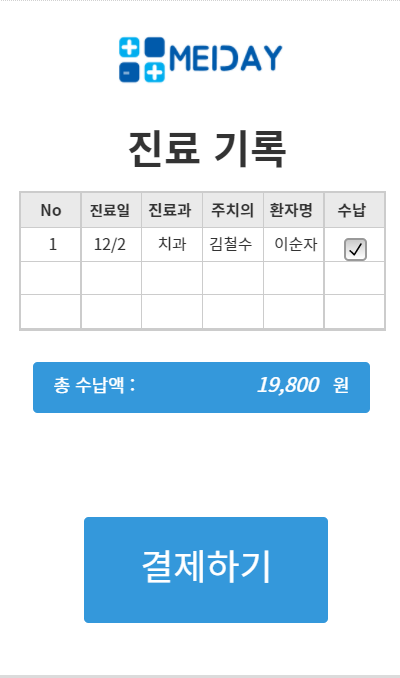 MEIDAY
진료 기록
No 진료일 진료과 주치의 환자명 수납
1 12/2 치과 김철수 이순자
총 수납액 : 19,800 원
결제하기